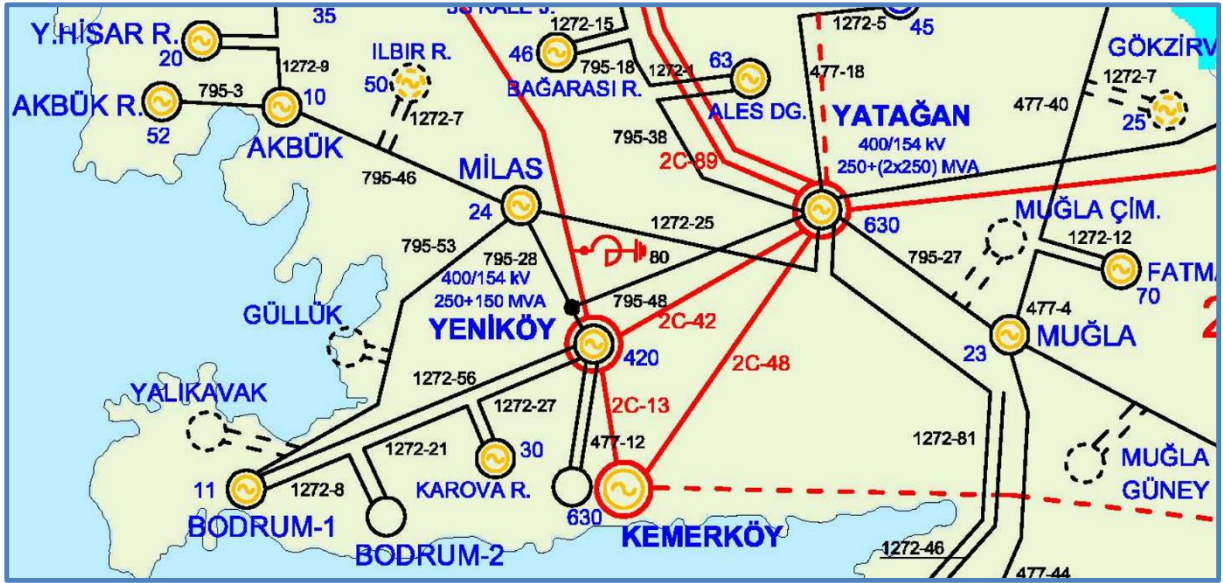 35
JS KALE J.
1272-5
45
Y.HİSAR R.
20
1272-9
ILBIR R.
50
1272-15
46
795-18
1272-1
BAĞARASI R.
63
ALES DG.
477-18
GÖKZİRV
1272-7
25
AKBÜK R.
52
795-3
10
AKBÜK
1272-7
795-46
795-38
2C-89
YATAĞAN
400/154 kV
250+(2x250) MVA
477-40
MİLAS
24
1272-25
630
MUĞLA ÇİM.
1272-12
FATMA
70
795-53
795-28
400/154 kV
250+150 MVA
80
795-48
795-27
477-4
GÜLLÜK
YENİKÖY
420
2C-42
2C-48
23
MUĞLA
2
YALIKAVAK
1272-56
1272-27
2C-13
1272-21
477-12
30
KAROVA R.
1272-81
11
1272-8
BODRUM-1
BODRUM-2
630
KEMERKÖY
MUĞLA
GÜNEY
1272-46
477-44